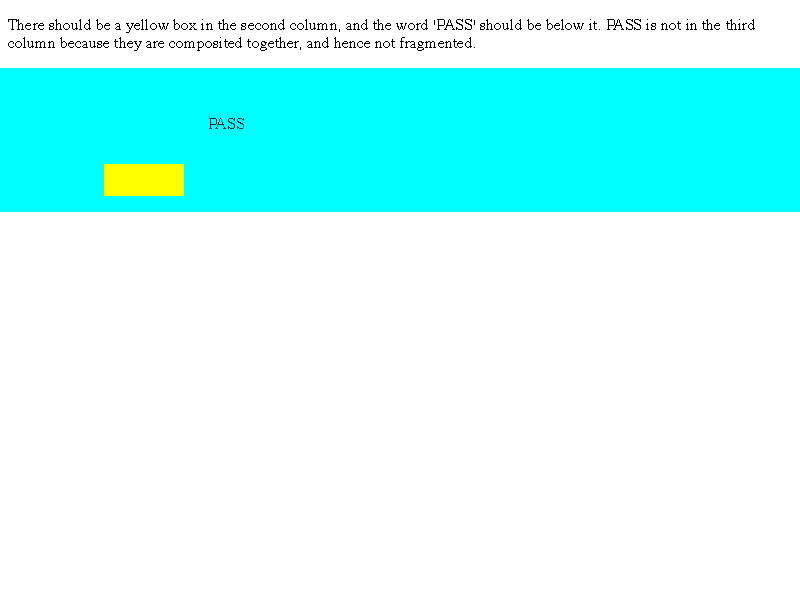 There should be a yellow box in the second column, and the word 'PASS' should be below it. PASS is not in the third
column because they are composited together, and hence not fragmented.
PASS